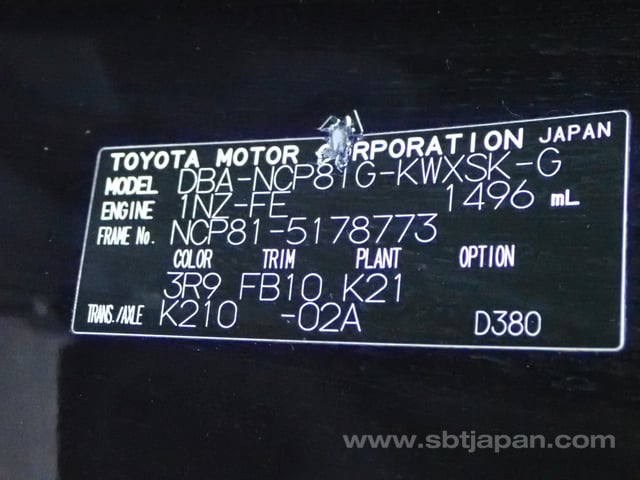 TOYOTA MOTOR CORPORATION JAPAN
MODEL DBA-NCP81G-KWXSK-G
ENGINE 1NZ-FE 1496 mL
FRAME No. NCP81-5178773
COLOR TRIM PLANT OPTION
3R9 FB10 K21
TRANS./AXLE K210 -02A D380
www.sbtjapan.com